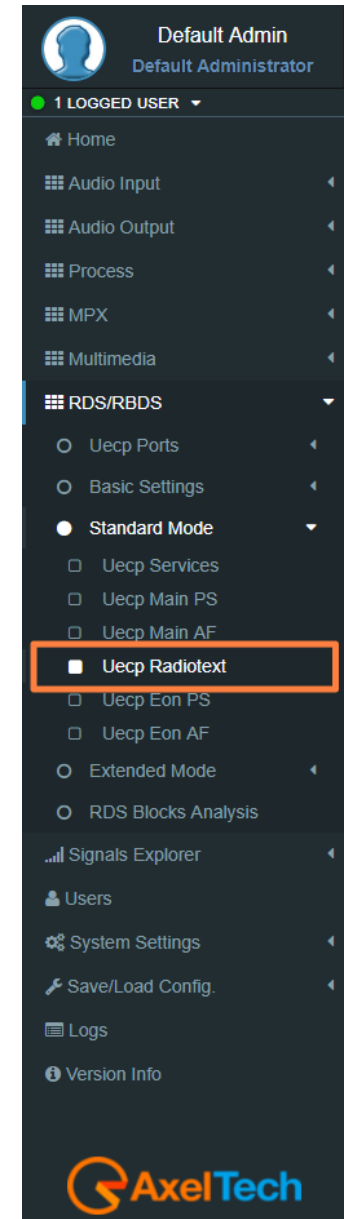 Default Admin
Default Administrator
1 LOGGED USER
Home
Audio Input
Audio Output
Process
MPX
Multimedia
RDS/RBDS
Uecp Ports
Basic Settings
Standard Mode
Uecp Services
Uecp Main PS
Uecp Main AF
Uecp Radiotext
Uecp Eon PS
Uecp Eon AF
Extended Mode
RDS Blocks Analysis
Signals Explorer
Users
System Settings
Save/Load Config.
Logs
Version Info
AxelTech